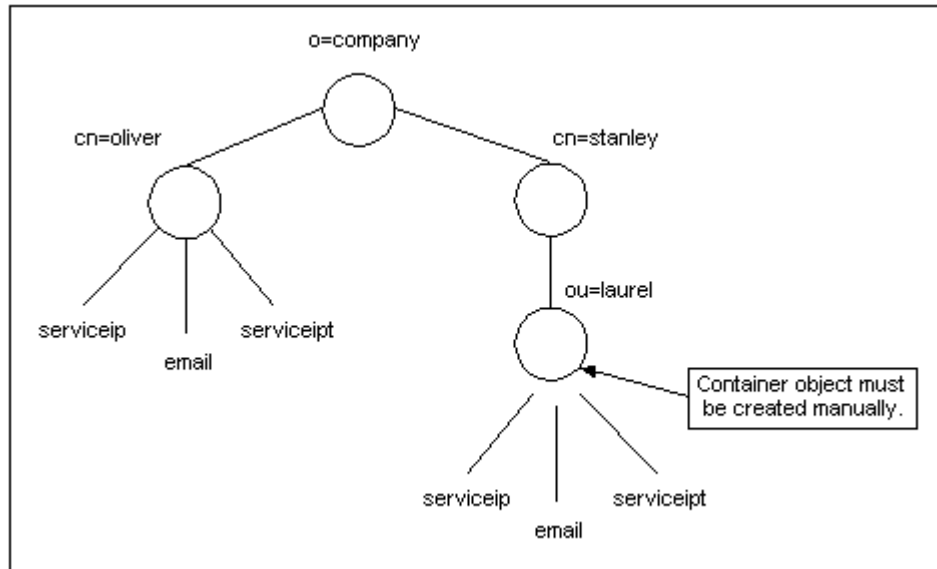 o=company
cn=oliver
cn=stanley
ou=laurel
serviceip
email
serviceipt
Container object must
be created manually.
serviceip
email
serviceipt